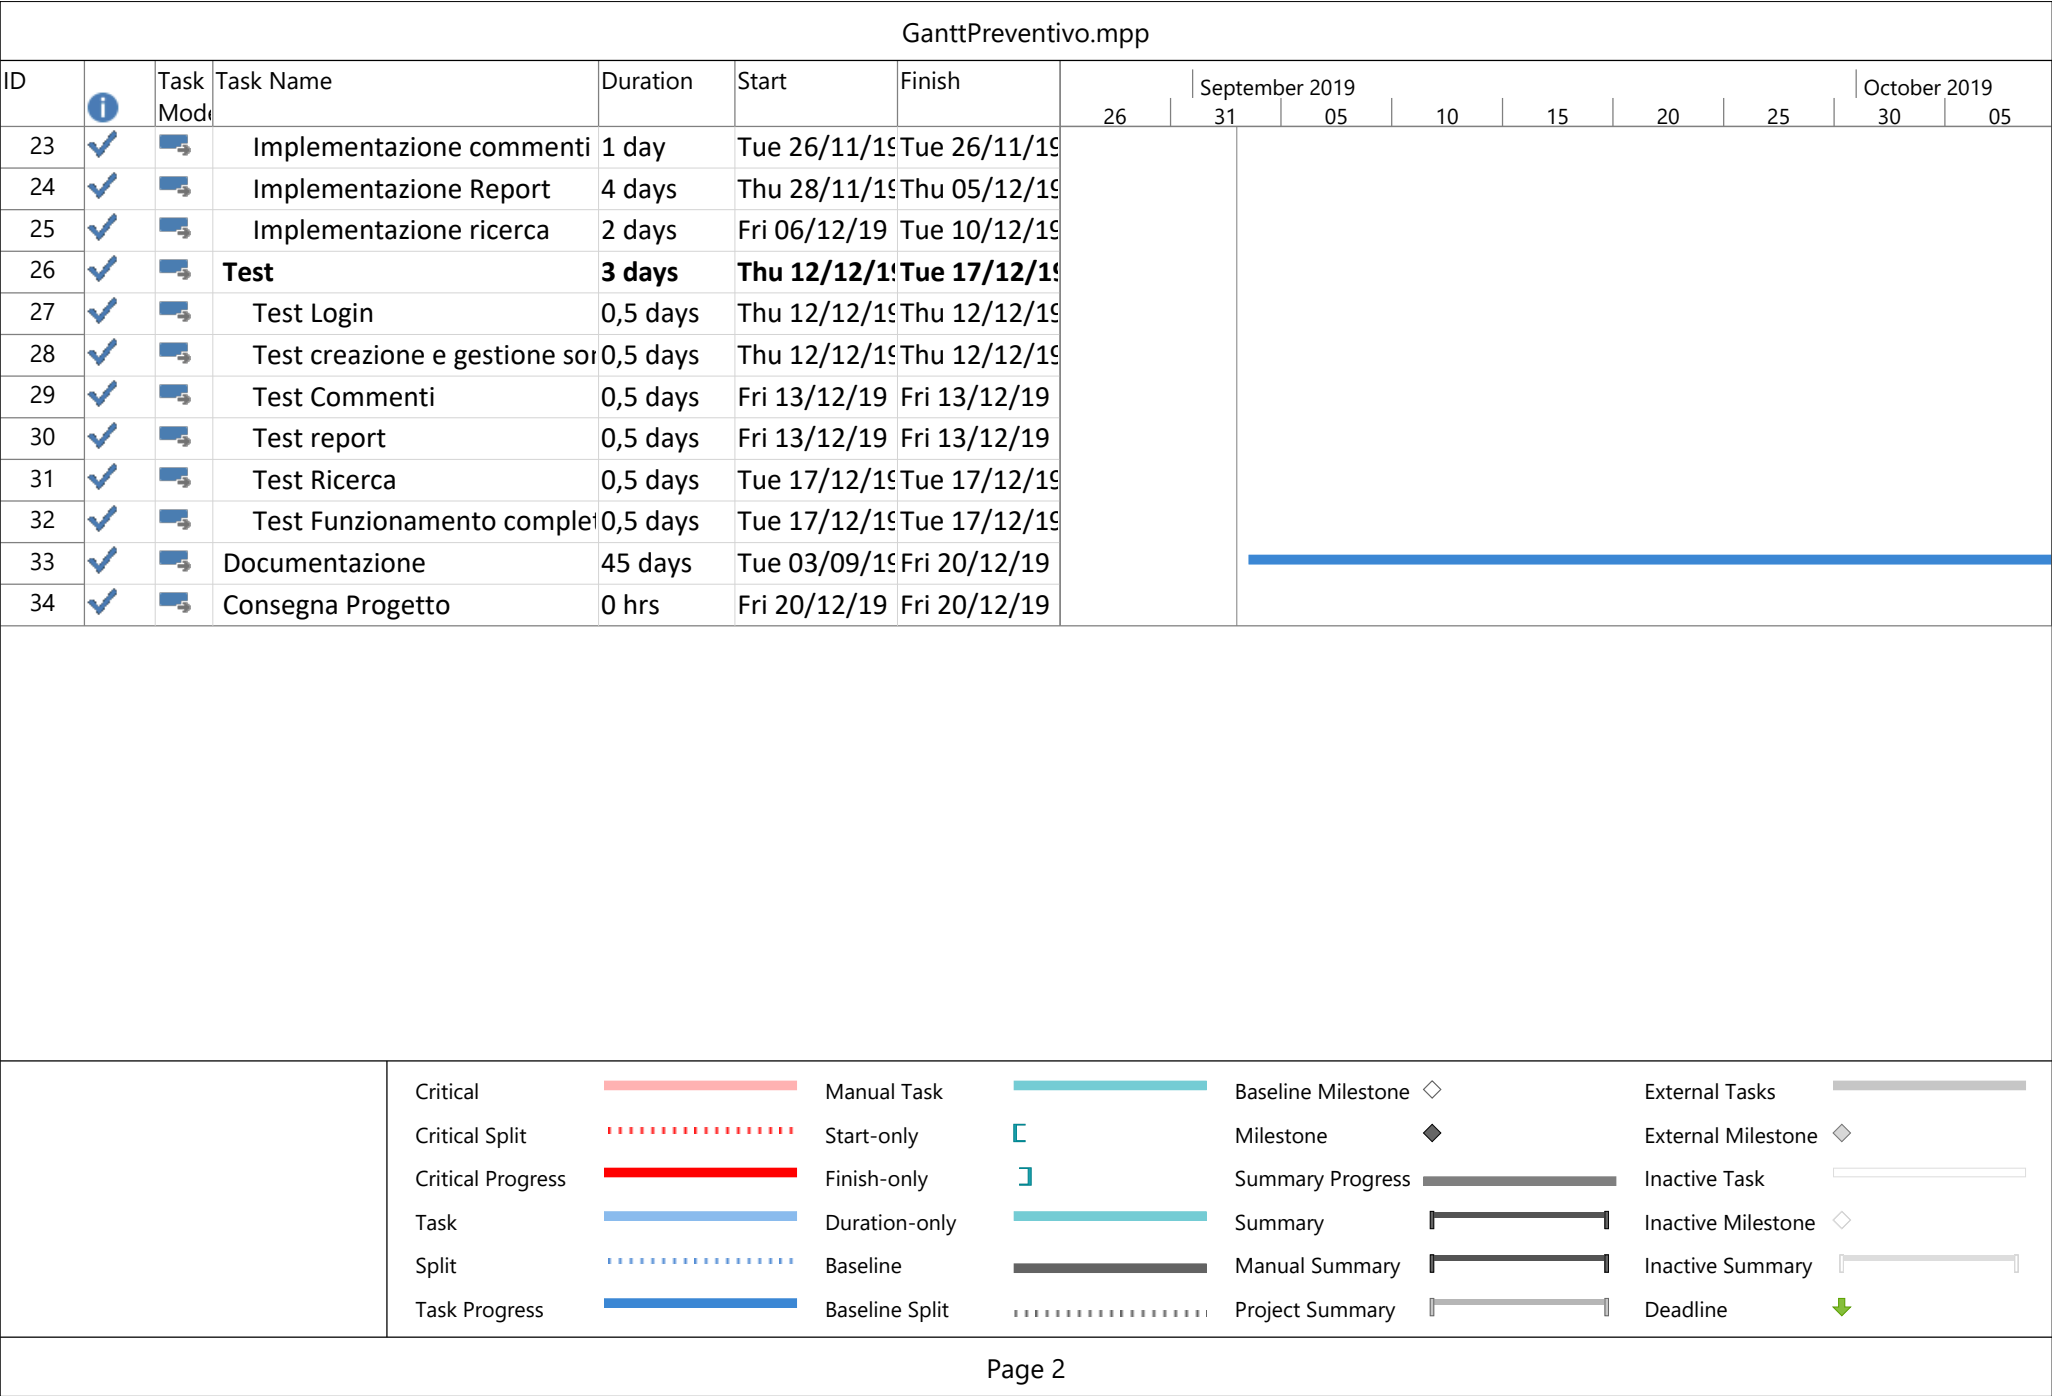 GanttPreventivo.mpp
ID Task Mode Task Name Duration Start Finish September 2019 October 2019
26 31 05 10 15 20 25 30 05
23 Implementazione commenti 1 day Tue 26/11/19 Tue 26/11/19
24 Implementazione Report 4 days Thu 28/11/19 Thu 05/12/19
25 Implementazione ricerca 2 days Fri 06/12/19 Tue 10/12/19
26 Test 3 days Thu 12/12/19 Tue 17/12/19
27 Test Login 0,5 days Thu 12/12/19 Thu 12/12/19
28 Test creazione e gestione 0,5 days Thu 12/12/19 Thu 12/12/19
29 Test Commenti 0,5 days Fri 13/12/19 Fri 13/12/19
30 Test report 0,5 days Fri 13/12/19 Fri 13/12/19
31 Test Ricerca 0,5 days Tue 17/12/19 Tue 17/12/19
32 Test Funzionamento 0,5 days Tue 17/12/19 Tue 17/12/19
33 Documentazione 45 days Tue 03/09/19 Fri 20/12/19
34 Consegna Progetto 0 hrs Fri 20/12/19 Fri 20/12/19
Critical Manual Task Baseline Milestone External Tasks
Critical Split Start-only Milestone External Milestone
Critical Progress Finish-only Summary Progress Inactive Task
Task Duration-only Summary Inactive Milestone
Split Baseline Manual Summary Inactive Summary
Task Progress Baseline Split Project Summary Deadline
Page 2